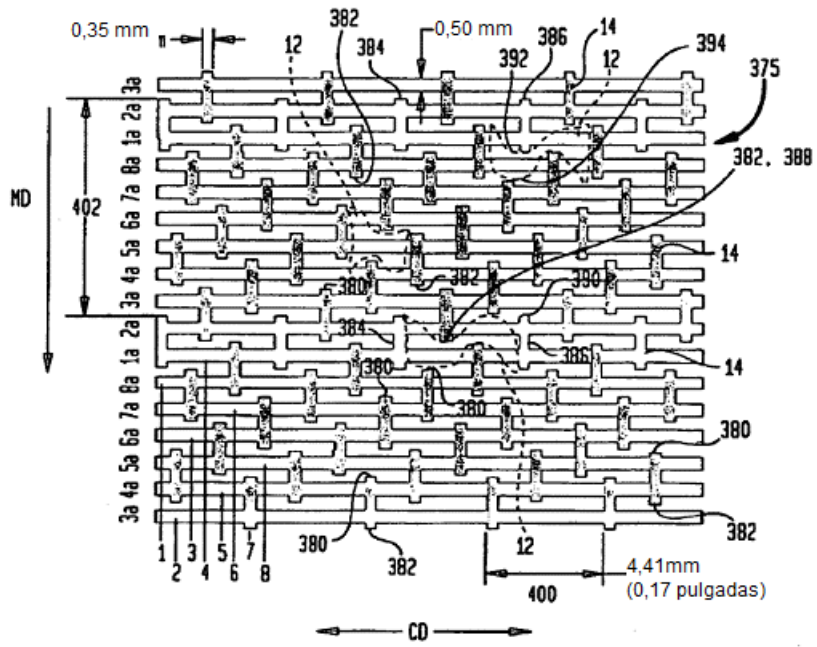 382
0,35 mm
n
12
384
0,50 mm
386
14
394
392
12
375
3a
2a
1a
8a
7a
6a
5a
4a
3a
2a
1a
8a
7a
6a
5a
4a
3a
MD
402
382, 388
14
382
380
390
384
386
14
380
380
380
380
382
12
382
1
2
3
4
5
6
7
8
400
4,41mm
(0,17 pulgadas)
CD